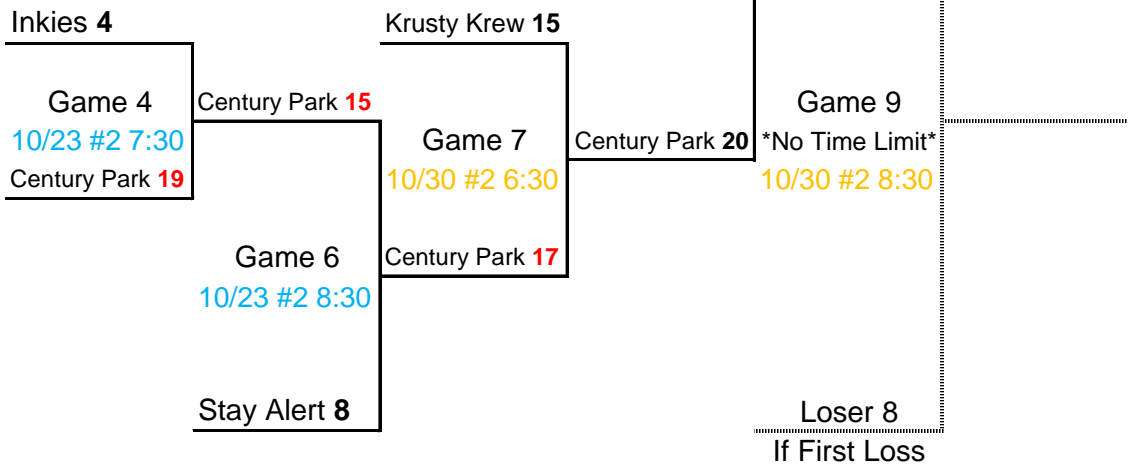 Inkies 4
Krusty Krew 15
Game 4
Century Park 15
Game 9
10/23 #2 7:30
Game 7
Century Park 20
*No Time Limit*
Century Park 19
10/30 #2 6:30
10/30 #2 8:30
Game 6
Century Park 17
10/23 #2 8:30
Stay Alert 8
Loser 8
If First Loss